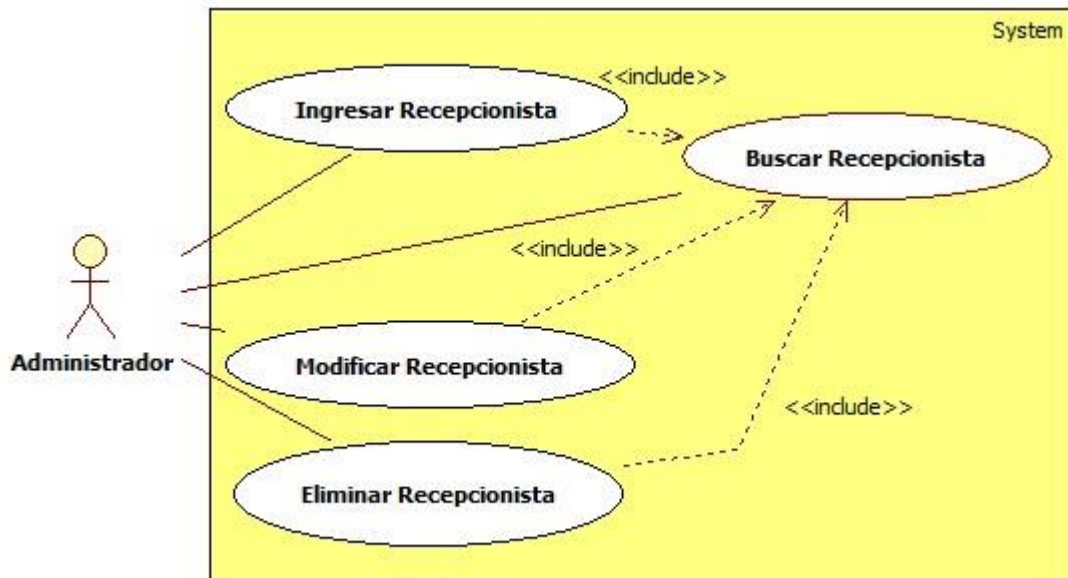 System
<<include>>
Ingresar Recepcionista
Buscar Recepcionista
<<include>>
Administrador
Modificar Recepcionista
<<include>>
Eliminar Recepcionista